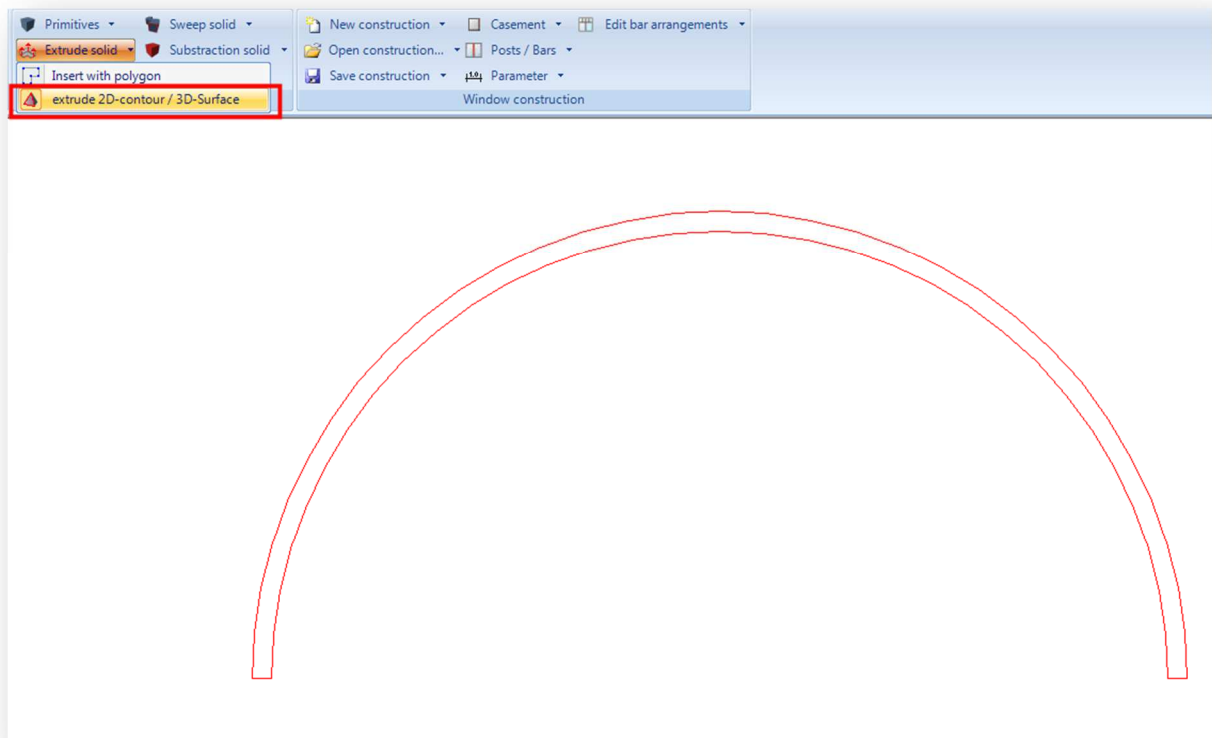 Primitives Sweep solid New construction Casement Edit bar arrangements
Extrude solid Substraction solid Open construction... Posts / Bars
Insert with polygon Save construction Parameter
extrude 2D-contour / 3D-Surface Window construction